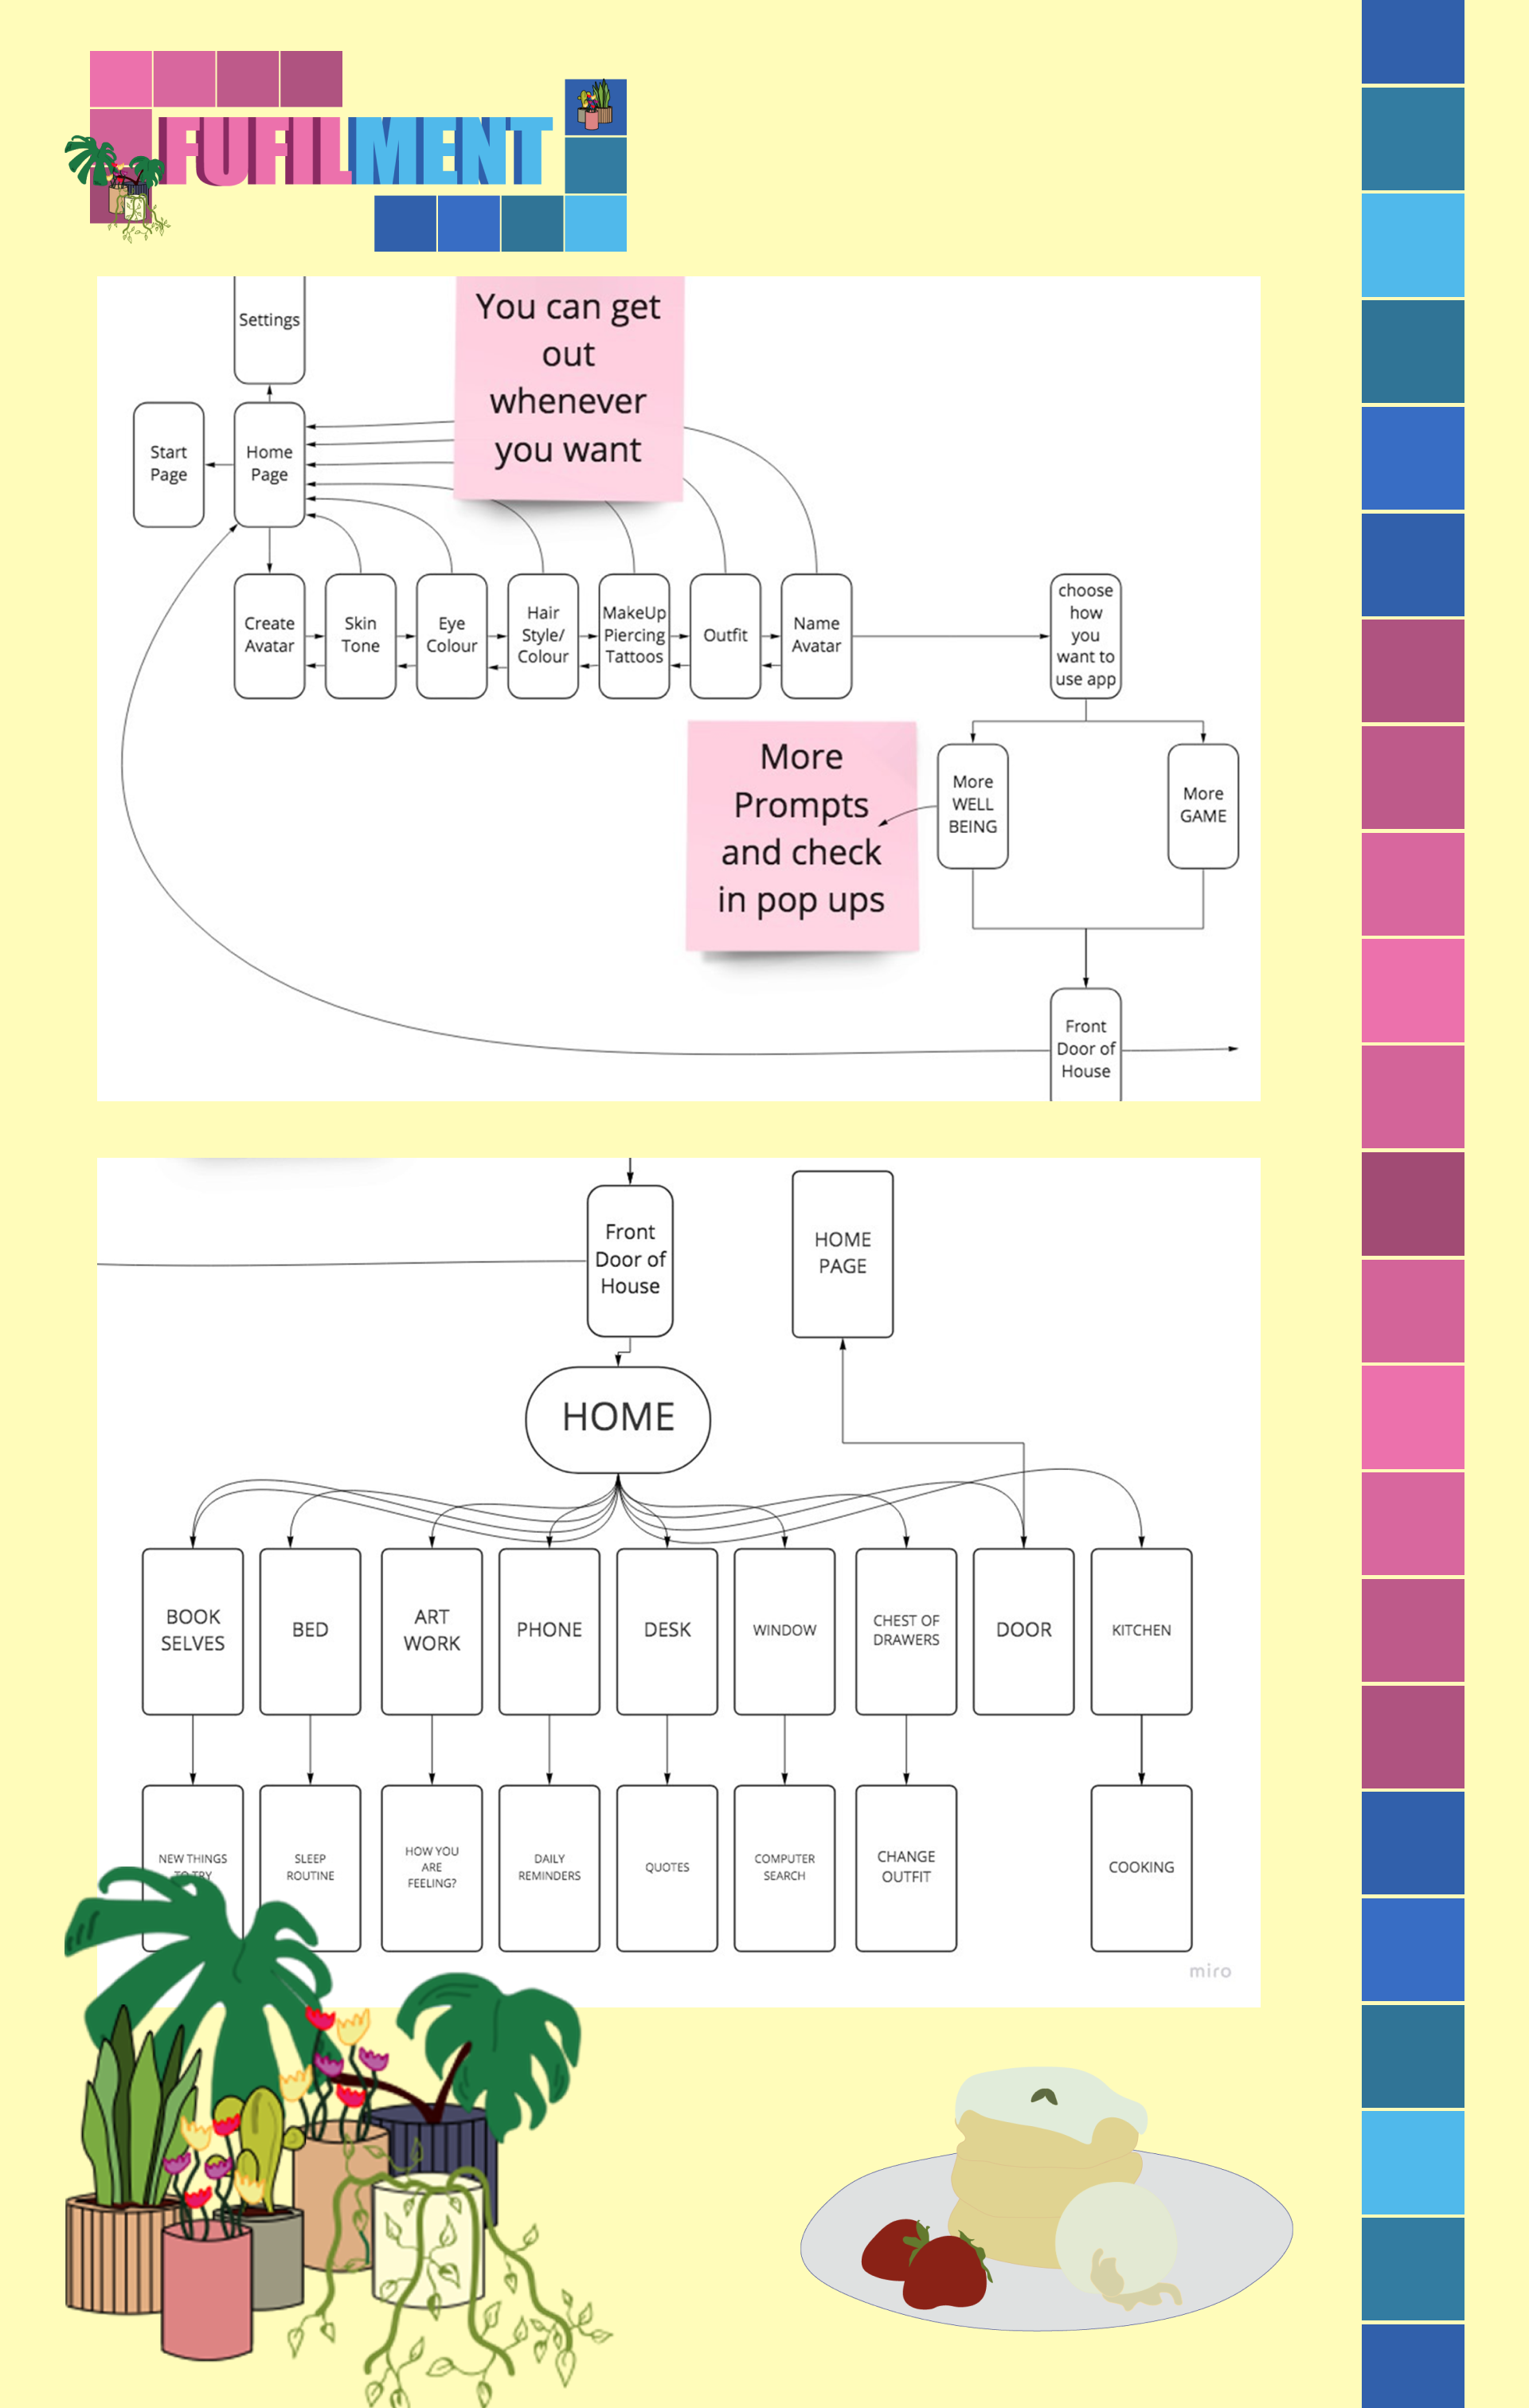 FUFILMENT
Settings
You can get
out
whenever
you want
Start
Page
Home
Page
Create
Avatar
Skin
Tone
Eye
Colour
Hair
Style/
Colour
MakeUp
Piercing
Tattoos
Outfit
Name
Avatar
choose
how
you
want to
use app
More
Prompts
and check
in pop ups
More
WELL
BEING
More
GAME
Front
Door of
House
Front
Door of
House
HOME
PAGE
HOME
BOOK
SELVES
BED
ART
WORK
PHONE
DESK
WINDOW
CHEST OF
DRAWERS
DOOR
KITCHEN
NEW THINGS
TO TRY
SLEEP
ROUTINE
HOW YOU
ARE
FEELING?
DAILY
REMINDERS
QUOTES
COMPUTER
SEARCH
CHANGE
OUTFIT
COOKING
miro